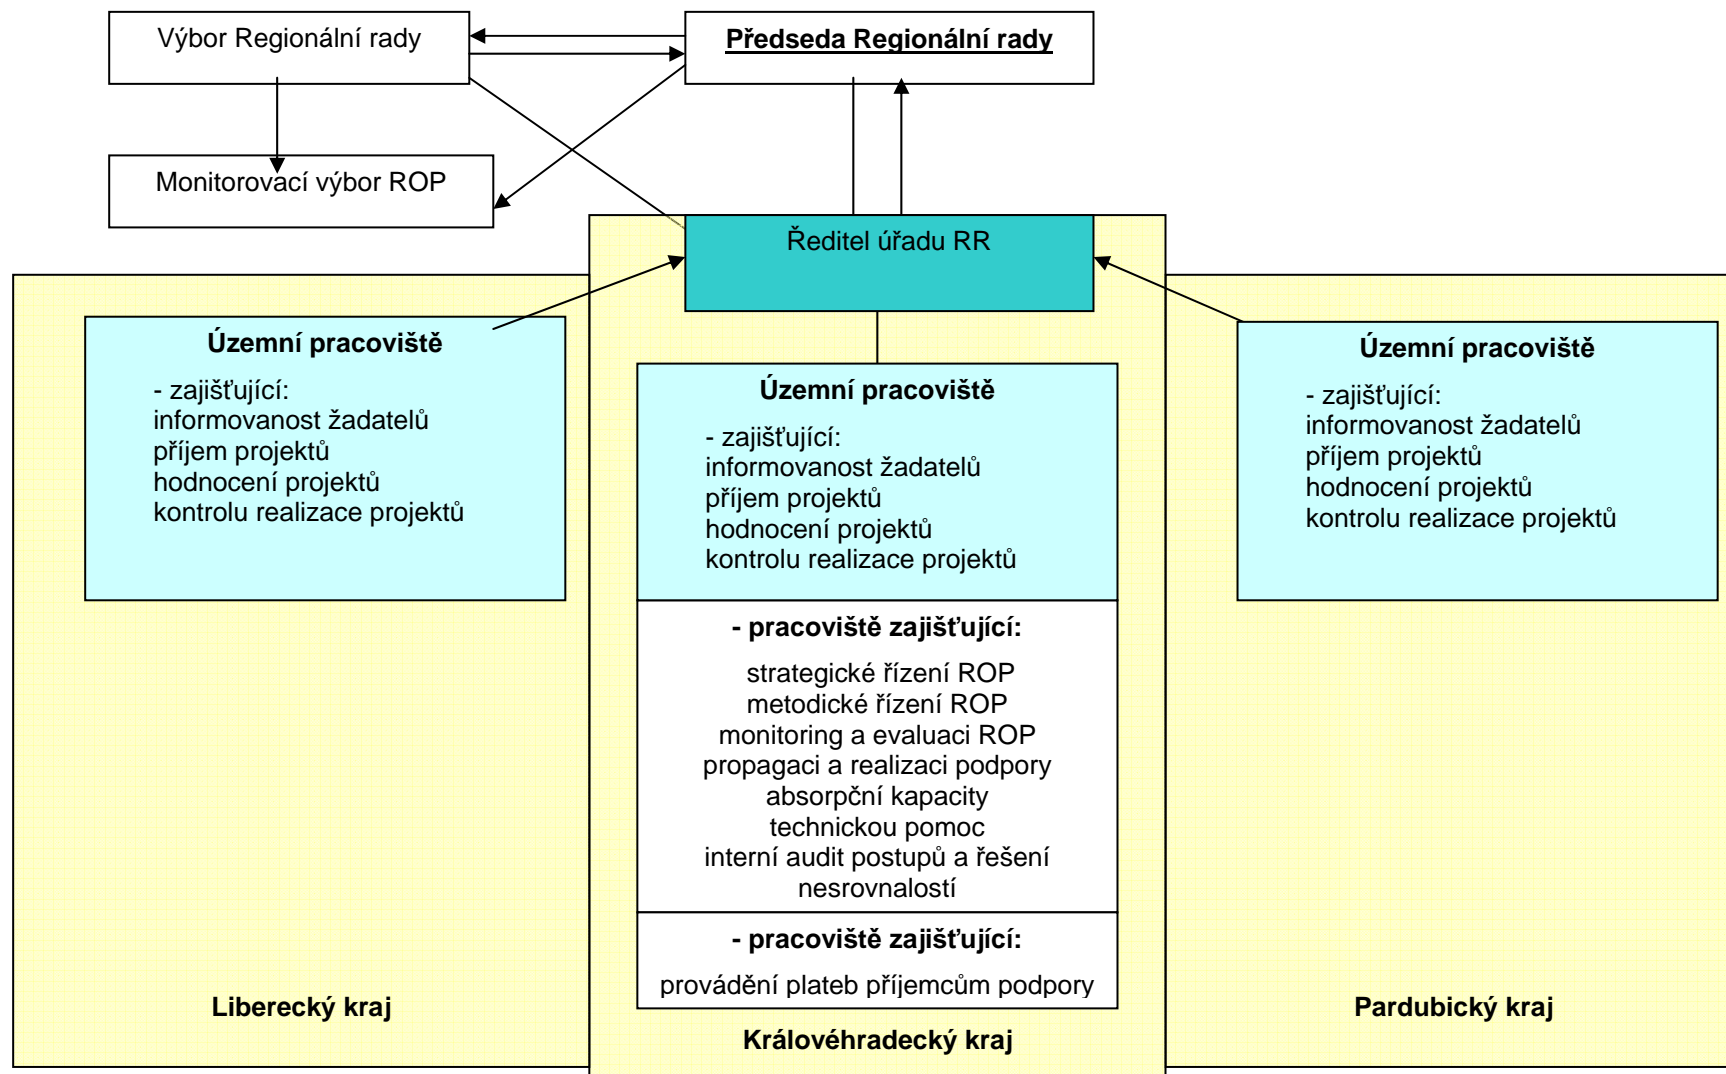 Výbor Regionální rady
Předseda Regionální rady
Monitorovací výbor ROP
Ředitel úřadu RR
Územní pracoviště
- zajišťující:
informovanost žadatelů
příjem projektů
hodnocení projektů
kontrolu realizace projektů
Liberecký kraj
Územní pracoviště
- zajišťující:
informovanost žadatelů
příjem projektů
hodnocení projektů
kontrolu realizace projektů
- pracoviště zajišťující:
strategické řízení ROP
metodické řízení ROP
monitoring a evaluaci ROP
propagaci a realizaci podpory
absorpční kapacity
technickou pomoc
interní audit postupů a řešení
nesrovnalostí
- pracoviště zajišťující:
provádění plateb příjemcům podpory
Královéhradecký kraj
Územní pracoviště
- zajišťující:
informovanost žadatelů
příjem projektů
hodnocení projektů
kontrolu realizace projektů
Pardubický kraj